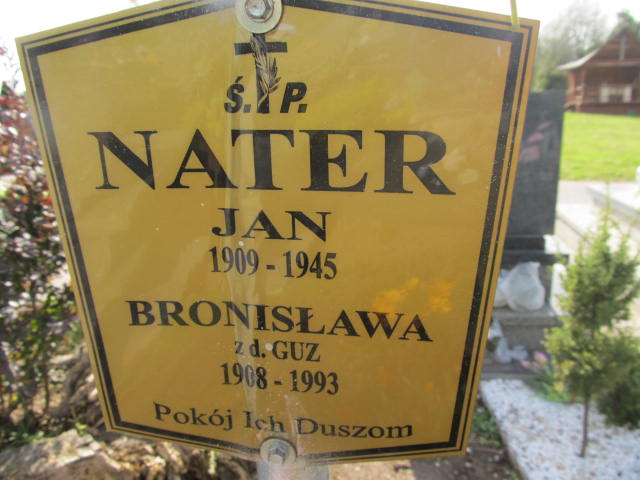 Ś.P.
NATER
JAN
1909 - 1945
BRONISŁAWA
z d. GUZ
1908 - 1993
Pokój Ich Duszom